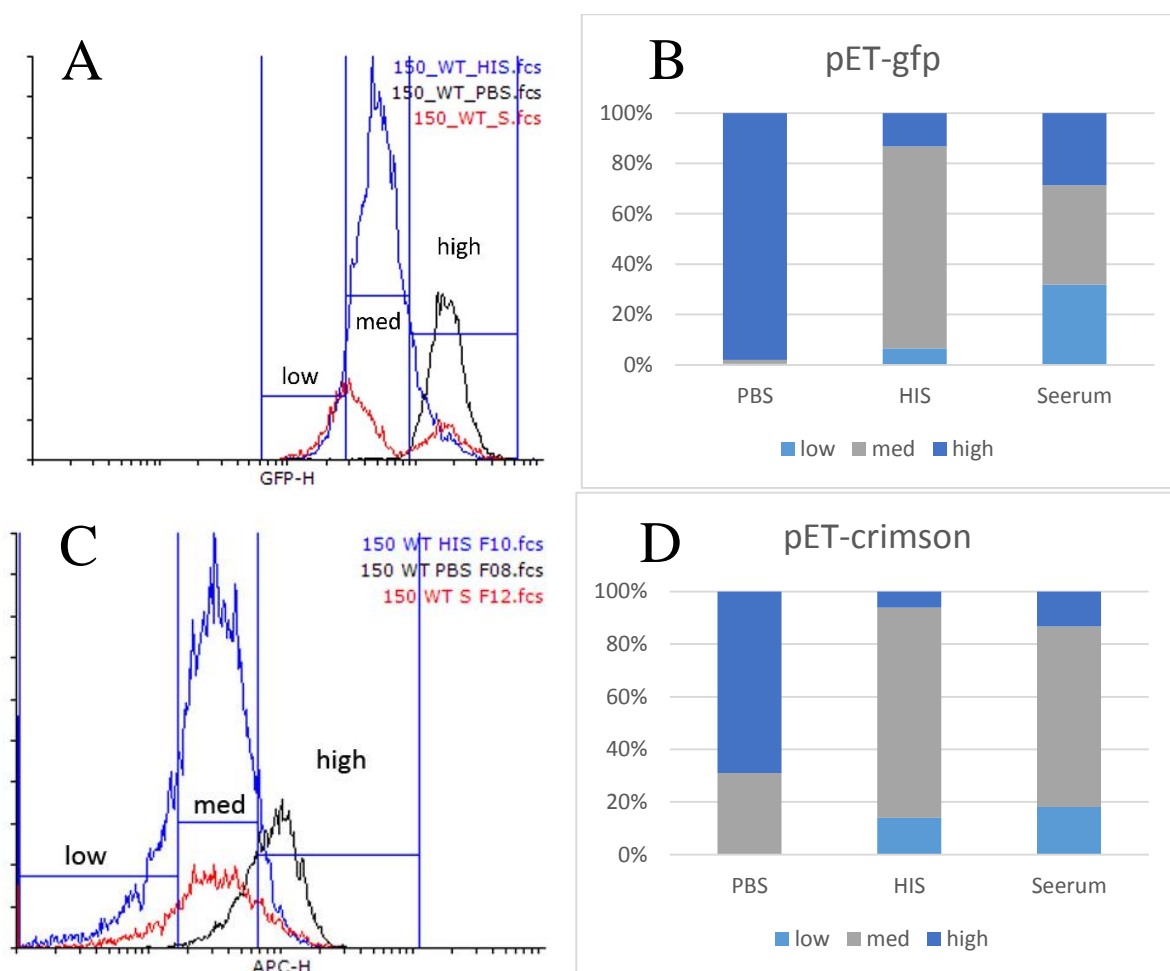 A
150_WT_HIS.fcs
150_WT_PBS.fcs
150_WT_S.fcs
high
med
low
GFP-H
B
pET-gfp
100%
80%
60%
40%
20%
0%
PBS HIS Seerum
low med high
C
150 WT HIS F10.fcs
150 WT PBS F08.fcs
150 WT S F12.fcs
high
med
low
APC-H
D
pET-crimson
100%
80%
60%
40%
20%
0%
PBS HIS Seerum
low med high